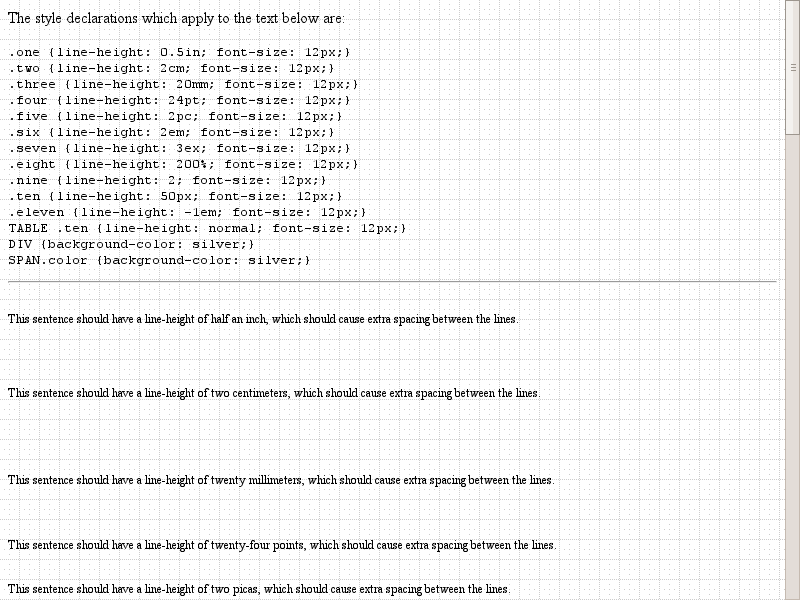 The style declarations which apply to the text below are:
.one {line-height: 0.5in; font-size: 12px;}
.two {line-height: 2cm; font-size: 12px;}
.three {line-height: 20mm; font-size: 12px;}
.four {line-height: 24pt; font-size: 12px;}
.five {line-height: 2pc; font-size: 12px;}
.six {line-height: 2em; font-size: 12px;}
.seven {line-height: 3ex; font-size: 12px;}
.eight {line-height: 200%; font-size: 12px;}
.nine {line-height: 2; font-size: 12px;}
.ten {line-height: 50px; font-size: 12px;}
.eleven {line-height: -1em; font-size: 12px;}
TABLE .ten {line-height: normal; font-size: 12px;}
DIV {background-color: silver;}
SPAN.color {background-color: silver;}
This sentence should have a line-height of half an inch, which should cause extra spacing between the lines.
This sentence should have a line-height of two centimeters, which should cause extra spacing between the lines.
This sentence should have a line-height of twenty millimeters, which should cause extra spacing between the lines.
This sentence should have a line-height of twenty-four points, which should cause extra spacing between the lines.
This sentence should have a line-height of two picas, which should cause extra spacing between the lines.